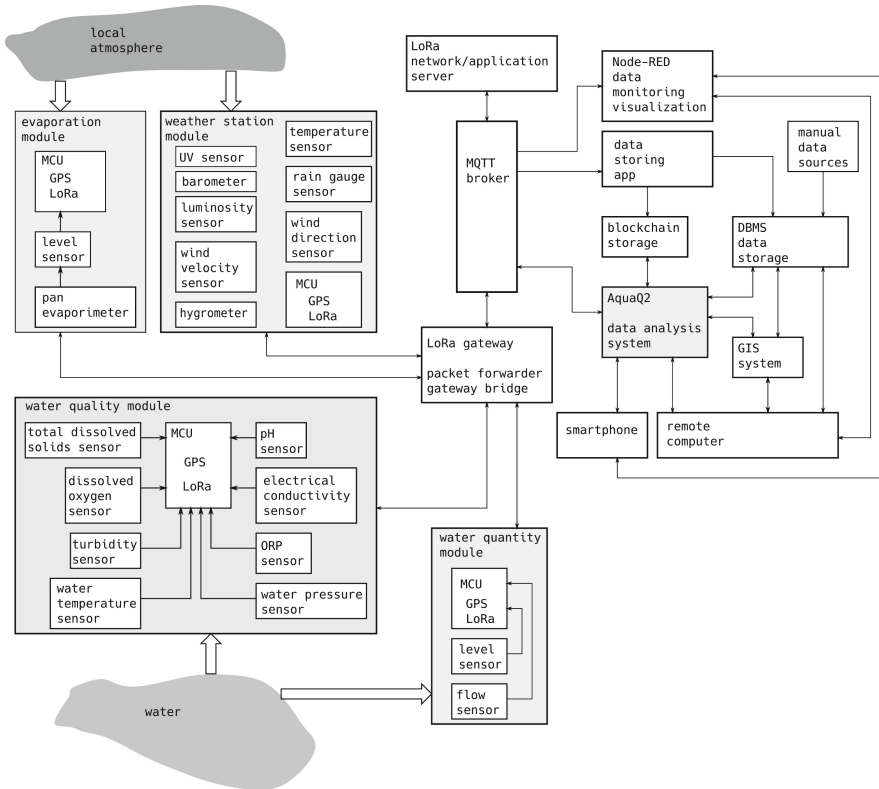 local
atmosphere
evaporation
module
MCU
GPS
LoRa
level
sensor
pan
evaporimeter
weather station
module
UV sensor
barometer
luminosity
sensor
wind
velocity
sensor
hygrometer
temperature
sensor
rain gauge
sensor
wind
direction
sensor
MCU
GPS
LoRa
LoRa
network/application
server
MQTT
broker
LoRa gateway
packet forwarder
gateway bridge
Node-RED
data
monitoring
visualization
data
storing
app
manual
data
sources
blockchain
storage
DBMS
data
storage
AquaQ2
data analysis
system
GIS
system
smartphone
remote
computer
water quality module
total dissolved
solids sensor
MCU
GPS
LoRa
pH
sensor
dissolved
oxygen
sensor
electrical
conductivity
sensor
turbidity
sensor
ORP
sensor
water
temperature
sensor
water pressure
sensor
water quantity
module
MCU
GPS
LoRa
level
sensor
flow
sensor
water